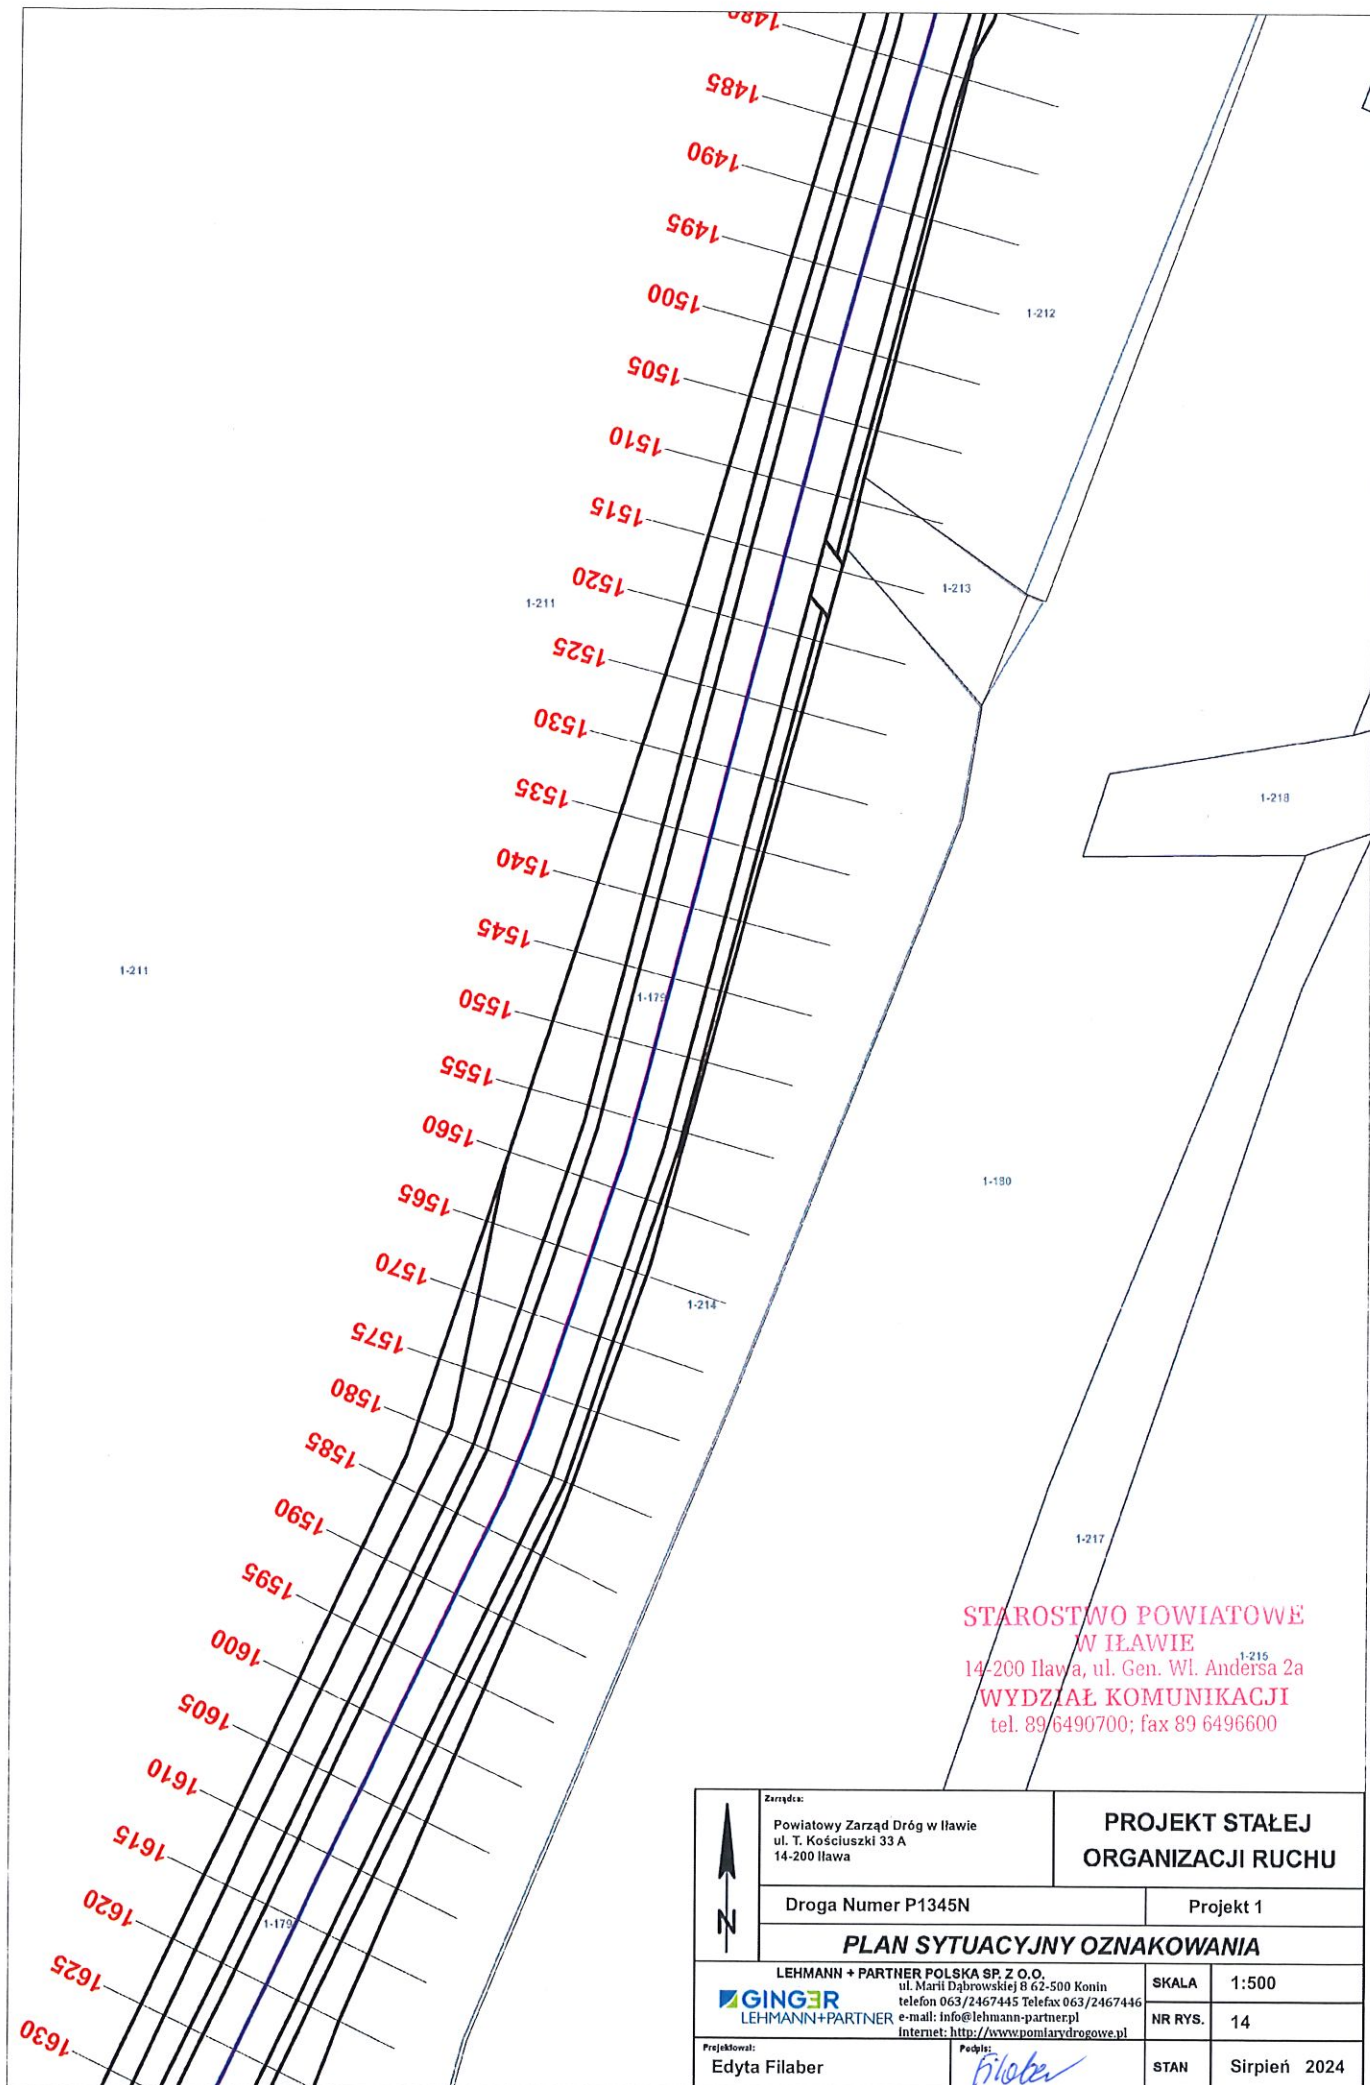 1480
1485
1490
1495
1500
1505
1510
1515
1520
1525
1530
1535
1540
1545
1550
1555
1560
1565
1570
1575
1580
1585
1590
1595
1600
1605
1610
1615
1620
1625
1630
1-212
1-213
1-211
1-218
1-211
1-179
1-180
1-214
1-217
1-215
1-179
STAROSTWO POWIATOWE
W IŁAWIE
14-200 Iława, ul. Gen. Wł. Andersa 2a
WYDZIAŁ KOMUNIKACJI
tel. 89 6490700; fax 89 6496600
N
Zarządca:
Powiatowy Zarząd Dróg w Iławie
ul. T. Kościuszki 33 A
14-200 Iława
PROJEKT STAŁEJ
ORGANIZACJI RUCHU
Droga Numer P1345N
Projekt 1
PLAN SYTUACYJNY OZNAKOWANIA
LEHMANN + PARTNER POLSKA SP. Z O.O.
ul. Marii Dąbrowskiej 8 62-500 Konin
telefon 063/2467445 Telefax 063/2467446
e-mail: info@lehmann-partner.pl
internet: http://www.pomiarydrogowe.pl
GINGER
LEHMANN+PARTNER
SKALA 1:500
NR RYS. 14
Projektował:
Edyta Filaber
Podpis:
Filaber
STAN Sirpień 2024